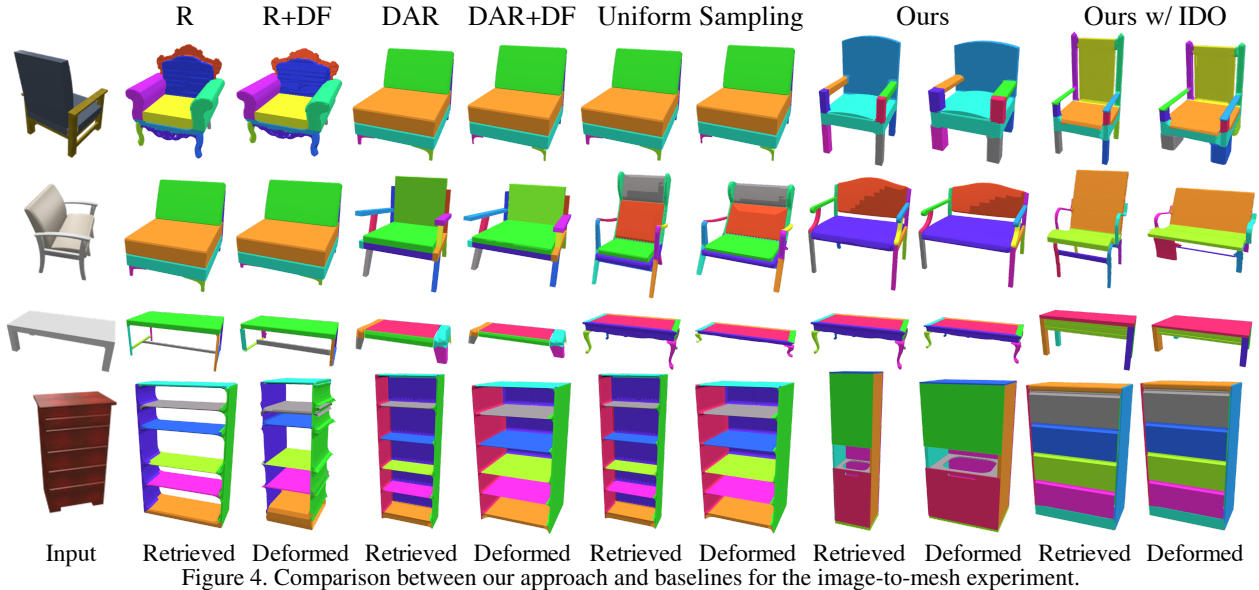 R R+DF DAR DAR+DF Uniform Sampling Ours Ours w/ IDO
Input Retrieved Deformed Retrieved Deformed Retrieved Deformed Retrieved Deformed Retrieved Deformed
Figure 4. Comparison between our approach and baselines for the image-to-mesh experiment.